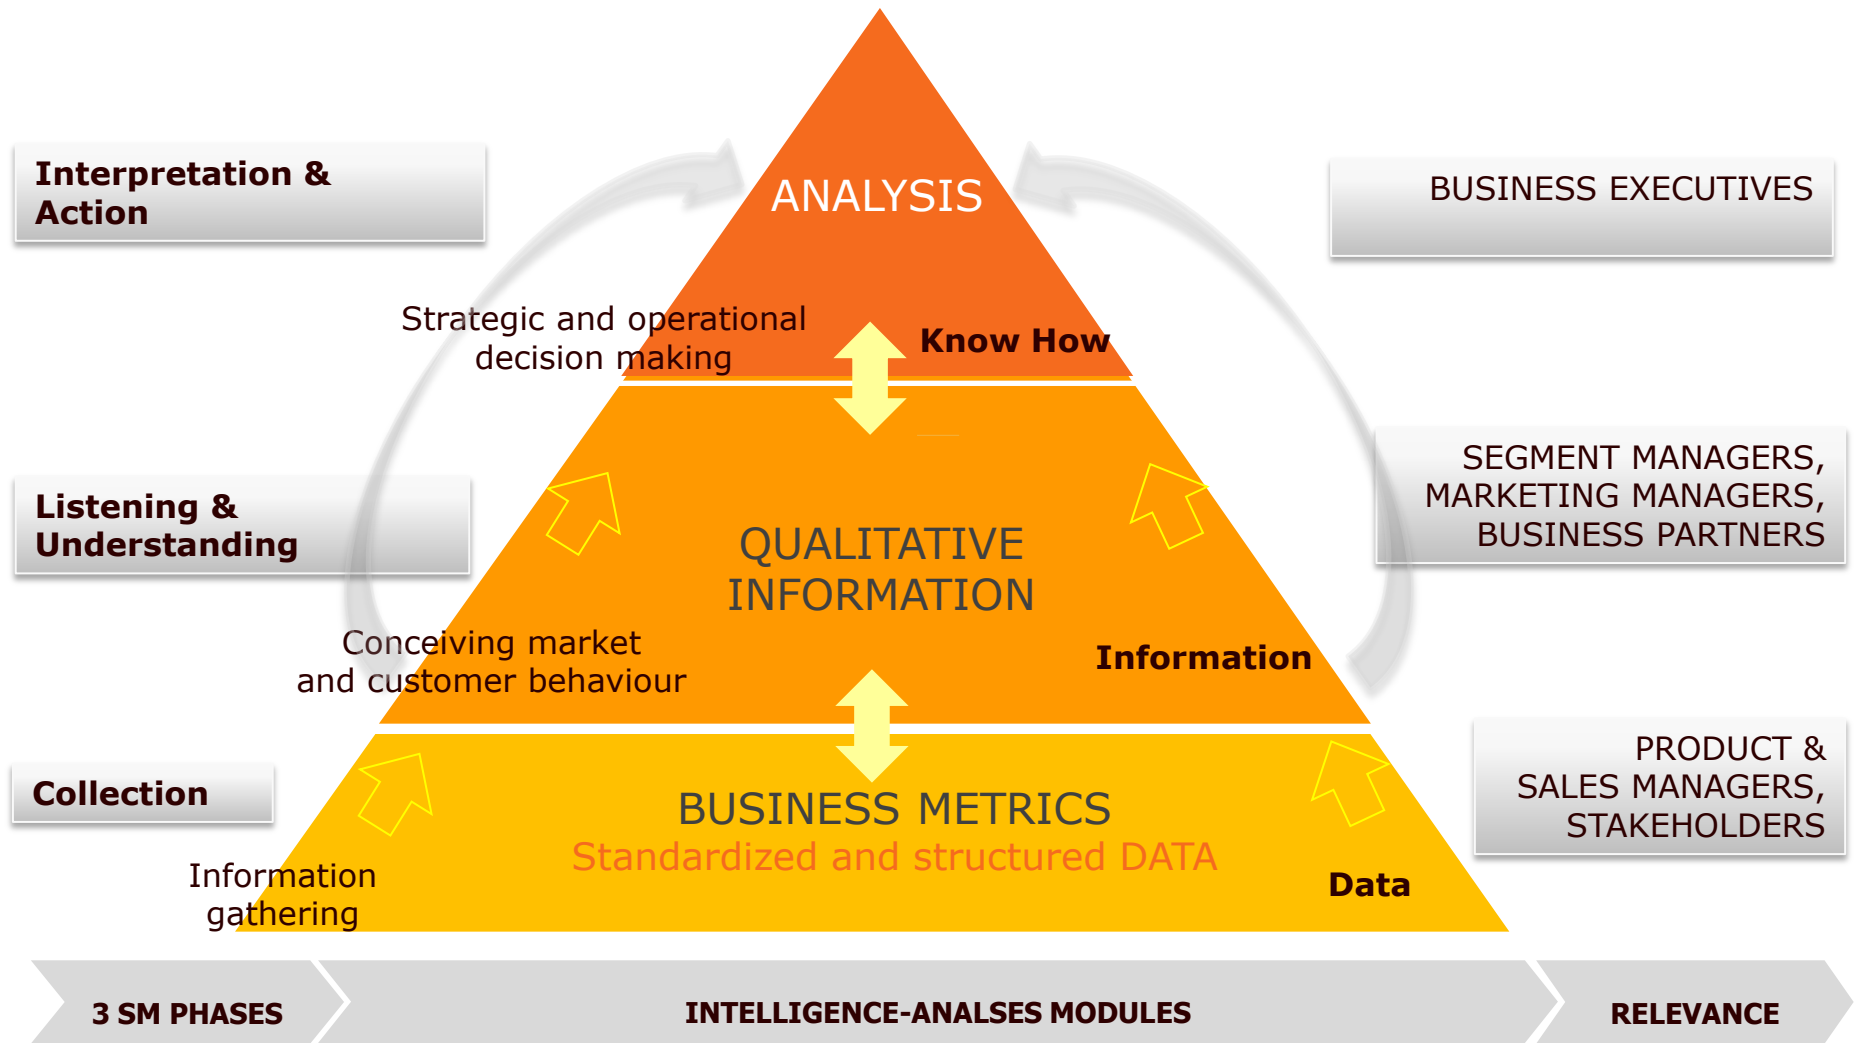 ANALYSIS
Interpretation &
Action
BUSINESS EXECUTIVES
Strategic and operational
decision making
Know How
Listening &
Understanding
SEGMENT MANAGERS,
MARKETING MANAGERS,
BUSINESS PARTNERS
QUALITATIVE
INFORMATION
Conceiving market
and customer behaviour
Information
Collection
PRODUCT &
SALES MANAGERS,
STAKEHOLDERS
BUSINESS METRICS
Standardized and structured DATA
Information
gathering
Data
3 SM PHASES
INTELLIGENCE-ANALSES MODULES
RELEVANCE